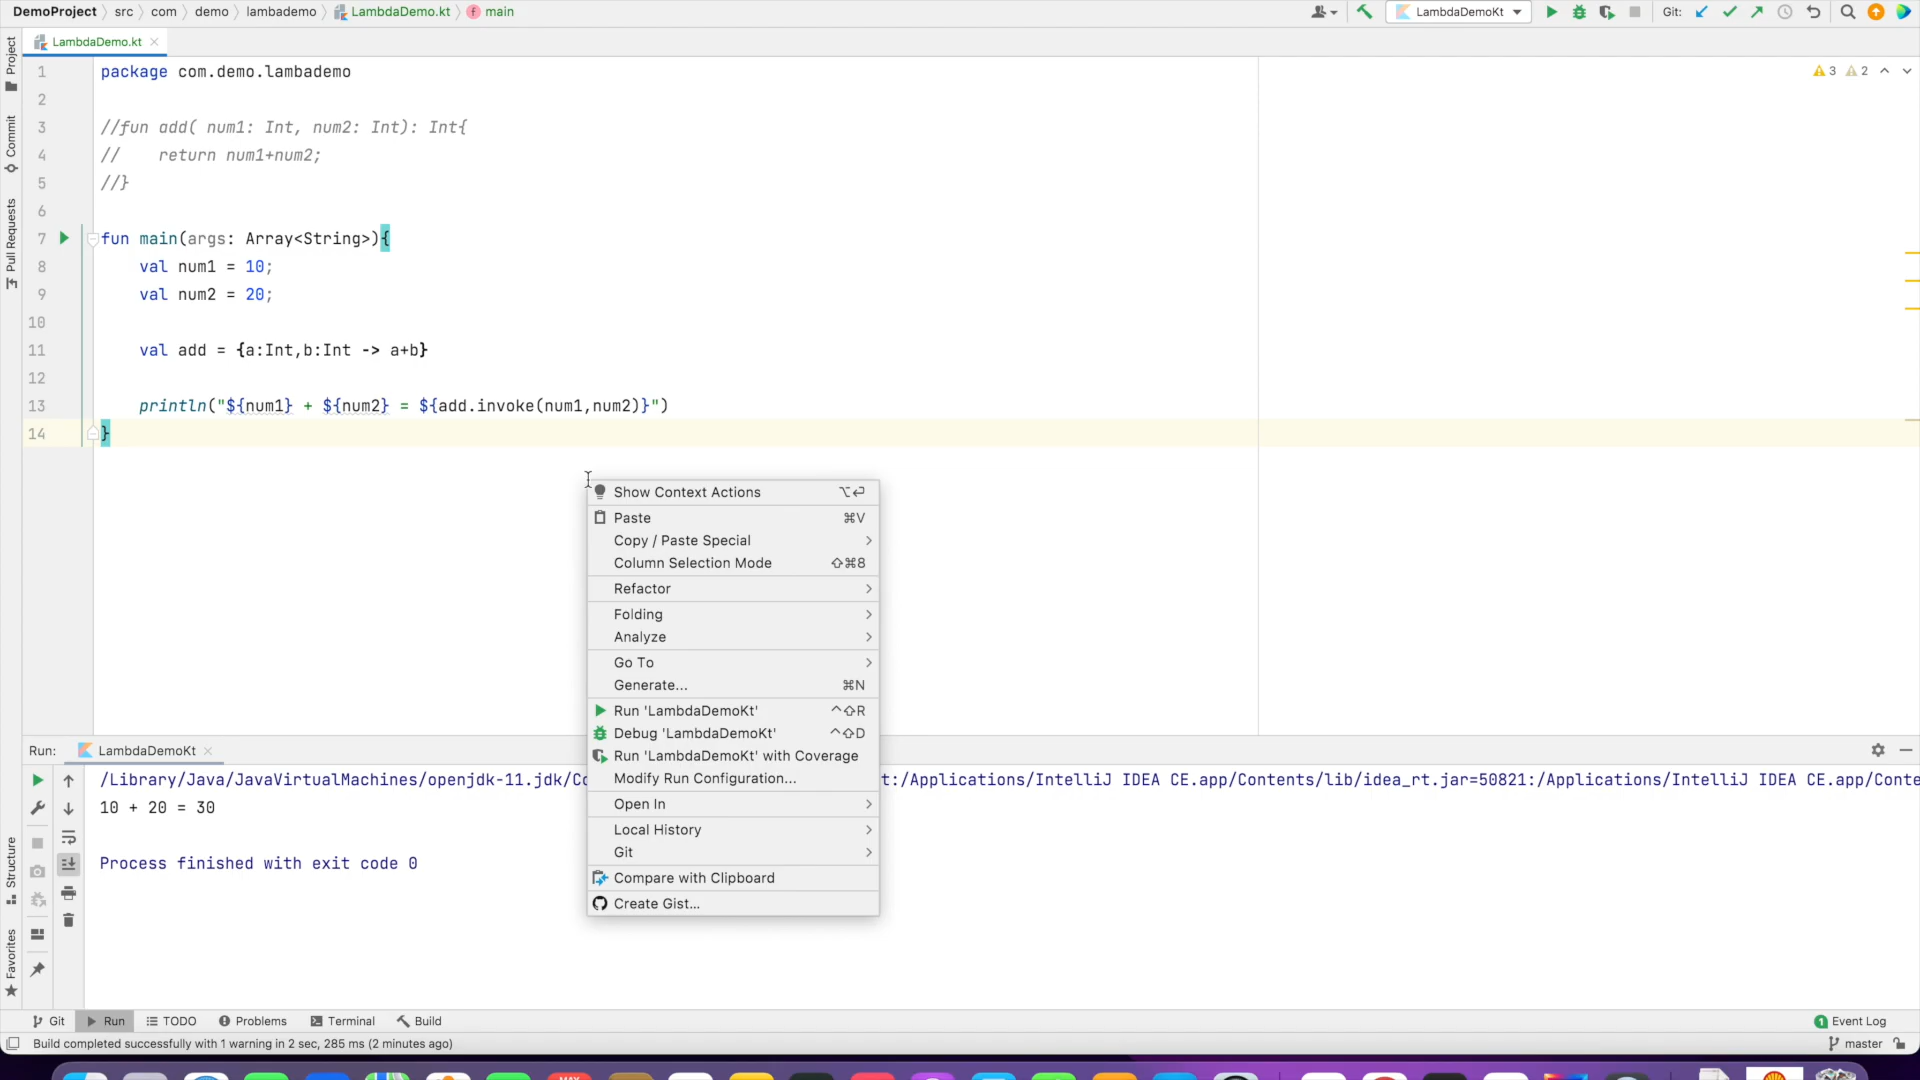 DemoProject src com demo lambademo LambdaDemo.kt main
LambdaDemoKt Git:
LambdaDemo.kt
3 2
1 package com.demo.lambademo
2
3 //fun add( num1: Int, num2: Int): Int{
4 //    return num1+num2;
5 //}
6
7 fun main(args: Array<String>){
8     val num1 = 10;
9     val num2 = 20;
10
11     val add = {a:Int,b:Int -> a+b}
12
13     println("${num1} + ${num2} = ${add.invoke(num1,num2)}")
14 }
Project
Commit
Pull Requests
Structure
Favorites
Show Context Actions ⌥⏎
Paste ⌘V
Copy / Paste Special
Column Selection Mode ⇧⌘8
Refactor
Folding
Analyze
Go To
Generate... ⌘N
Run 'LambdaDemoKt' ^⇧R
Debug 'LambdaDemoKt' ^⇧D
Run 'LambdaDemoKt' with Coverage
Modify Run Configuration...
Open In
Local History
Git
Compare with Clipboard
Create Gist...
Run: LambdaDemoKt
/Library/Java/JavaVirtualMachines/openjdk-11.jdk/Co t:/Applications/IntelliJ IDEA CE.app/Contents/lib/idea_rt.jar=50821:/Applications/IntelliJ IDEA CE.app/Conte
10 + 20 = 30
Process finished with exit code 0
Git Run TODO Problems Terminal Build 1 Event Log
Build completed successfully with 1 warning in 2 sec, 285 ms (2 minutes ago) master
MAY